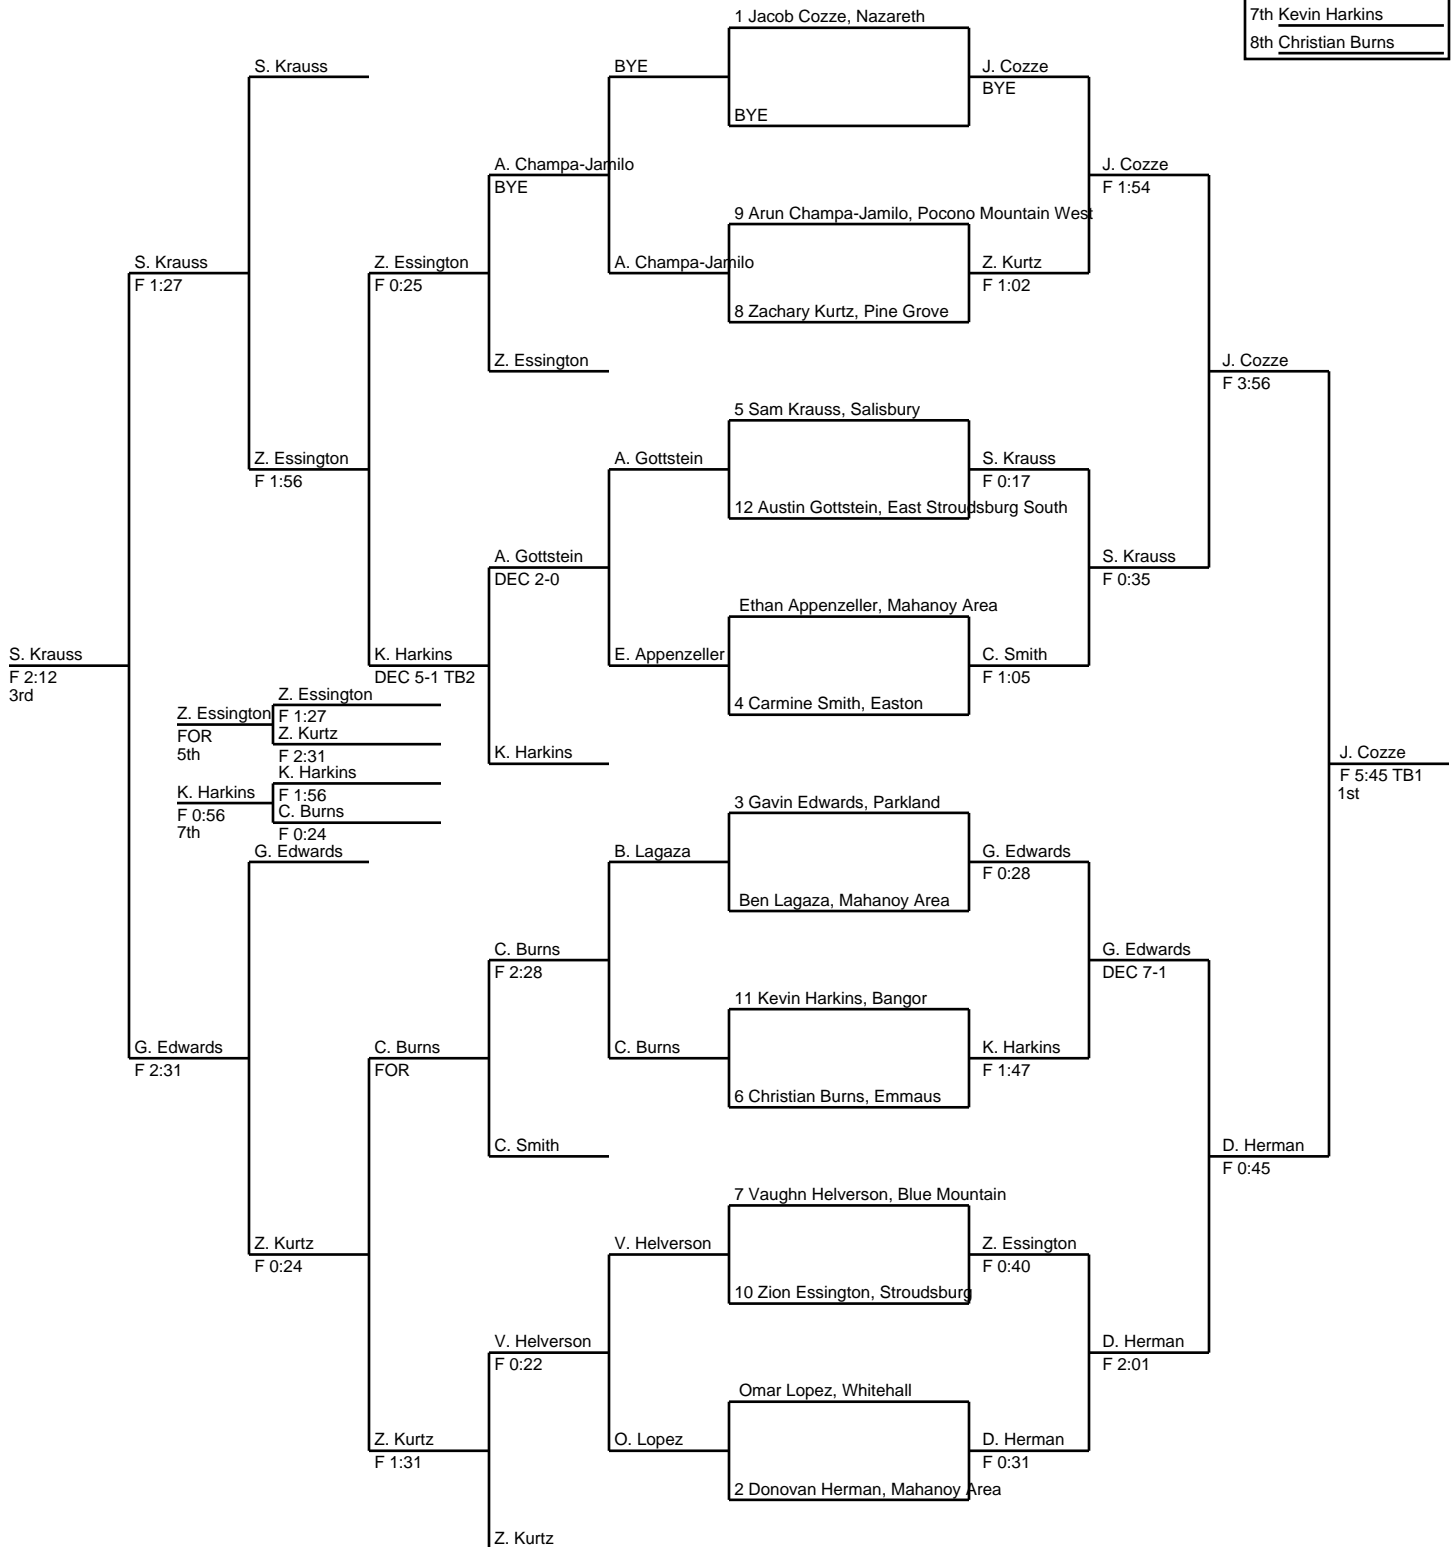 1 Jacob Cozze, Nazareth
7th Kevin Harkins
8th Christian Burns
S. Krauss
BYE
J. Cozze
BYE
BYE
A. Champa-Jamilo
BYE
J. Cozze
F 1:54
9 Arun Champa-Jamilo, Pocono Mountain West
S. Krauss
F 1:27
Z. Essington
F 0:25
A. Champa-Jamilo
Z. Kurtz
F 1:02
8 Zachary Kurtz, Pine Grove
Z. Essington
J. Cozze
F 3:56
5 Sam Krauss, Salisbury
Z. Essington
F 1:56
A. Gottstein
S. Krauss
F 0:17
12 Austin Gottstein, East Stroudsburg South
A. Gottstein
DEC 2-0
S. Krauss
F 0:35
Ethan Appenzeller, Mahanoy Area
S. Krauss
F 2:12
3rd
K. Harkins
DEC 5-1 TB2
E. Appenzeller
C. Smith
F 1:05
4 Carmine Smith, Easton
Z. Essington
F 1:27
Z. Essington
FOR
5th
Z. Kurtz
F 2:31
K. Harkins
J. Cozze
F 5:45 TB1
1st
K. Harkins
F 1:56
K. Harkins
F 0:56
7th
C. Burns
F 0:24
3 Gavin Edwards, Parkland
G. Edwards
B. Lagaza
G. Edwards
F 0:28
Ben Lagaza, Mahanoy Area
C. Burns
F 2:28
G. Edwards
DEC 7-1
11 Kevin Harkins, Bangor
G. Edwards
F 2:31
C. Burns
FOR
C. Burns
K. Harkins
F 1:47
6 Christian Burns, Emmaus
C. Smith
D. Herman
F 0:45
7 Vaughn Helverson, Blue Mountain
Z. Kurtz
F 0:24
V. Helverson
Z. Essington
F 0:40
10 Zion Essington, Stroudsburg
V. Helverson
F 0:22
D. Herman
F 2:01
Omar Lopez, Whitehall
Z. Kurtz
F 1:31
O. Lopez
D. Herman
F 0:31
2 Donovan Herman, Mahanoy Area
Z. Kurtz